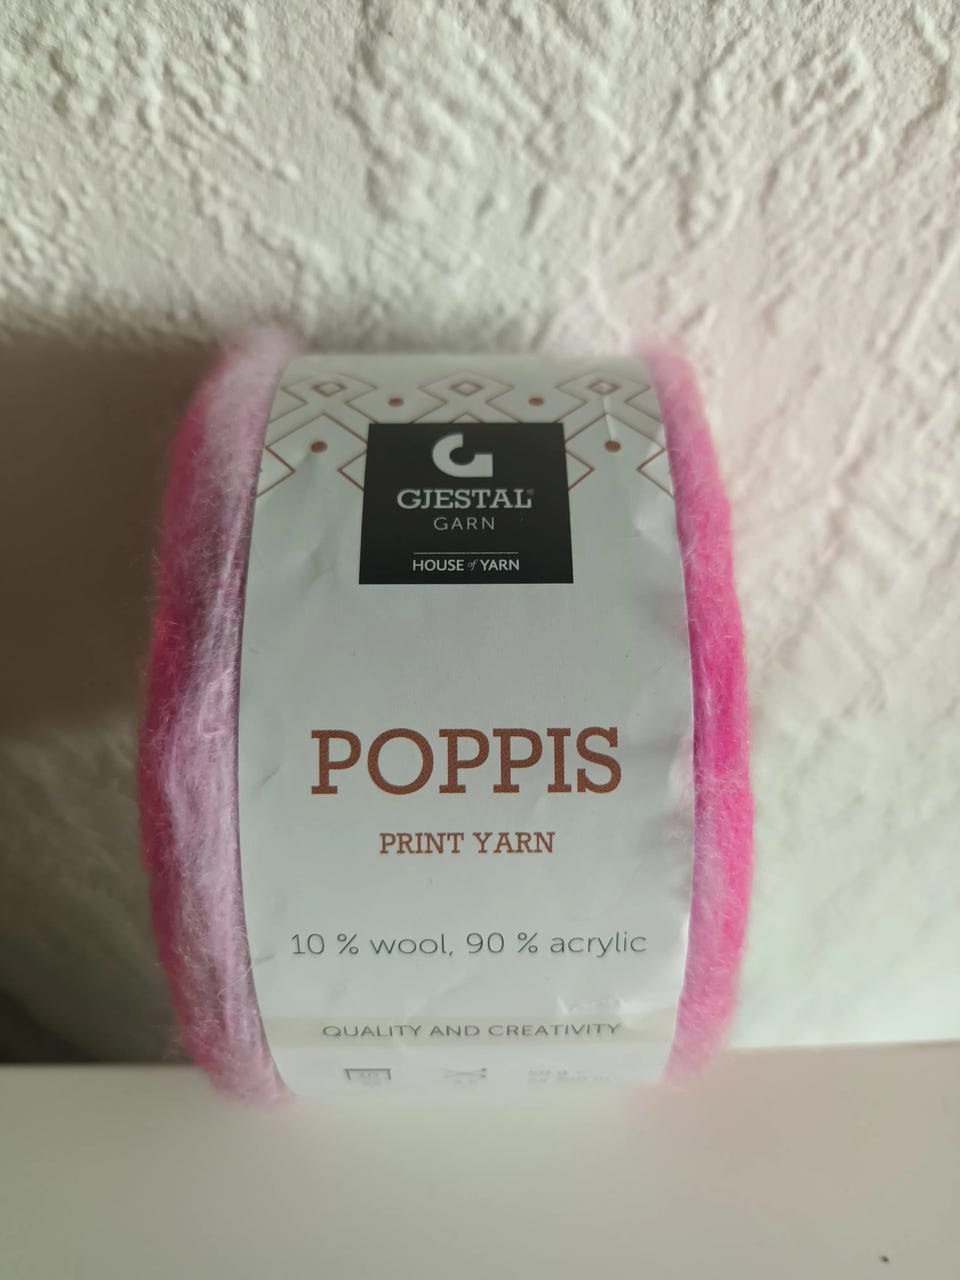 GJESTAL
GARN
HOUSE of YARN
POPPIS
PRINT YARN
10 % wool, 90 % acrylic
QUALITY AND CREATIVITY